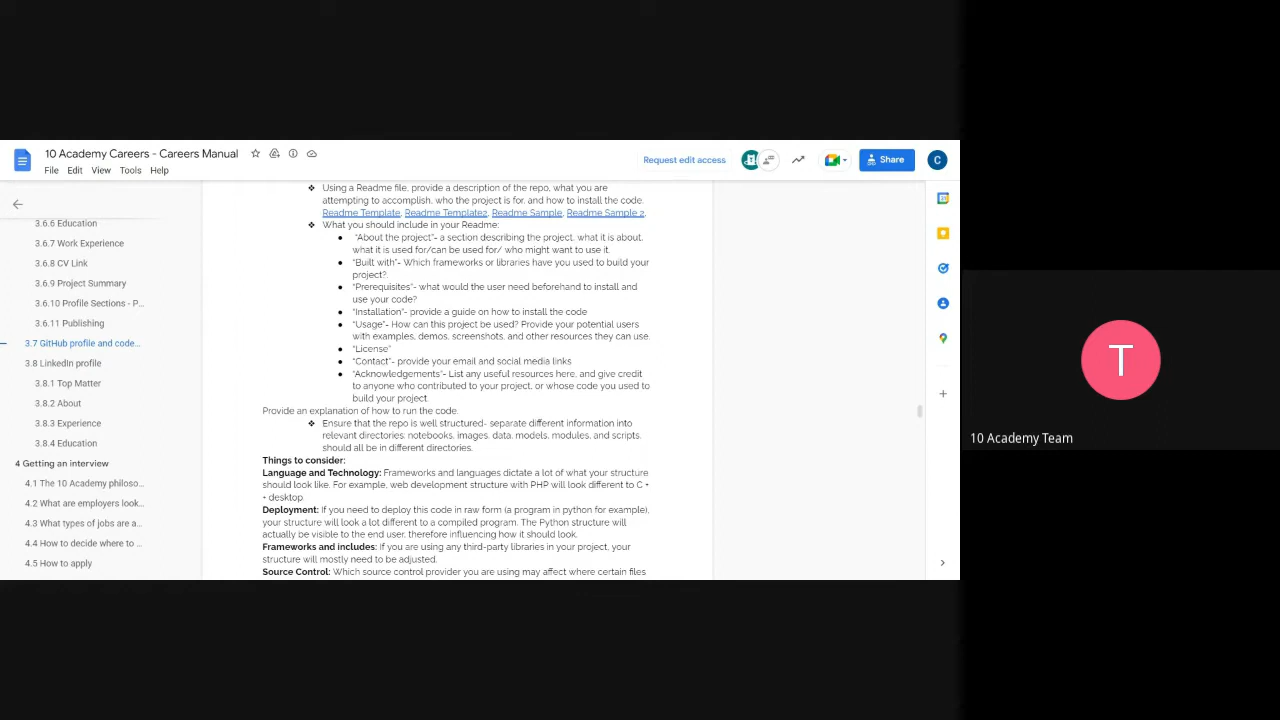 10 Academy Careers - Careers Manual
File Edit View Tools Help
Request edit access
Share
C
3.6.6 Education
3.6.7 Work Experience
3.6.8 CV Link
3.6.9 Project Summary
3.6.10 Profile Sections - P...
3.6.11 Publishing
3.7 GitHub profile and code...
3.8 LinkedIn profile
3.8.1 Top Matter
3.8.2 About
3.8.3 Experience
3.8.4 Education
4 Getting an interview
4.1 The 10 Academy philoso...
4.2 What are employers look...
4.3 What types of jobs are a...
4.4 How to decide where to ...
4.5 How to apply
❖ Using a Readme file, provide a description of the repo, what you are
attempting to accomplish, who the project is for, and how to install the code.
Readme Template, Readme Template2, Readme Sample, Readme Sample 2,
❖ What you should include in your Readme:
● "About the project"- a section describing the project, what it is about,
what it is used for/can be used for/ who might want to use it.
● "Built with"- Which frameworks or libraries have you used to build your
project?.
● "Prerequisites"- what would the user need beforehand to install and
use your code?
● "Installation"- provide a guide on how to install the code
● "Usage"- How can this project be used? Provide your potential users
with examples, demos, screenshots, and other resources they can use.
● "License"
● "Contact"- provide your email and social media links
● "Acknowledgements"- List any useful resources here, and give credit
to anyone who contributed to your project, or whose code you used to
build your project.
Provide an explanation of how to run the code.
❖ Ensure that the repo is well structured- separate different information into
relevant directories: notebooks, images, data, models, modules, and scripts,
should all be in different directories.
Things to consider:
Language and Technology: Frameworks and languages dictate a lot of what your structure
should look like. For example, web development structure with PHP will look different to C +
+ desktop.
Deployment: If you need to deploy this code in raw form (a program in python for example),
your structure will look a lot different to a compiled program. The Python structure will
actually be visible to the end user, therefore influencing how it should look.
Frameworks and includes: If you are using any third-party libraries in your project, your
structure will mostly need to be adjusted.
Source Control: Which source control provider you are using may affect where certain files
T
10 Academy Team